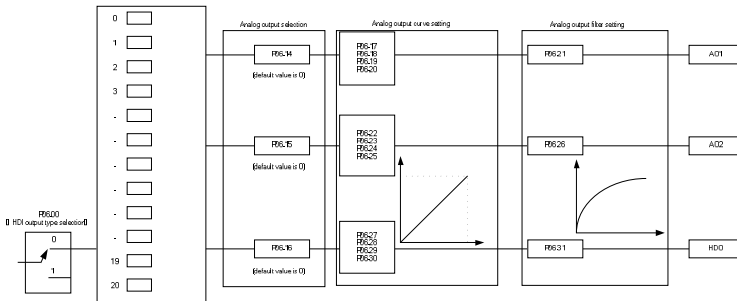 Analog output selection
Analog output curve setting
Analog output filter setting
0
1
2
3
-
-
-
-
-
-
19
20
P06.14
(default value is 0)
P06.15
(default value is 0)
P06.16
(default value is 0)
P06.17
P06.18
P06.19
P06.20
P06.22
P06.23
P06.24
P06.25
P06.27
P06.28
P06.29
P06.30
P06.21
P06.26
P06.31
AO1
AO2
HDO
P06.00
HDI output type selection
0
1